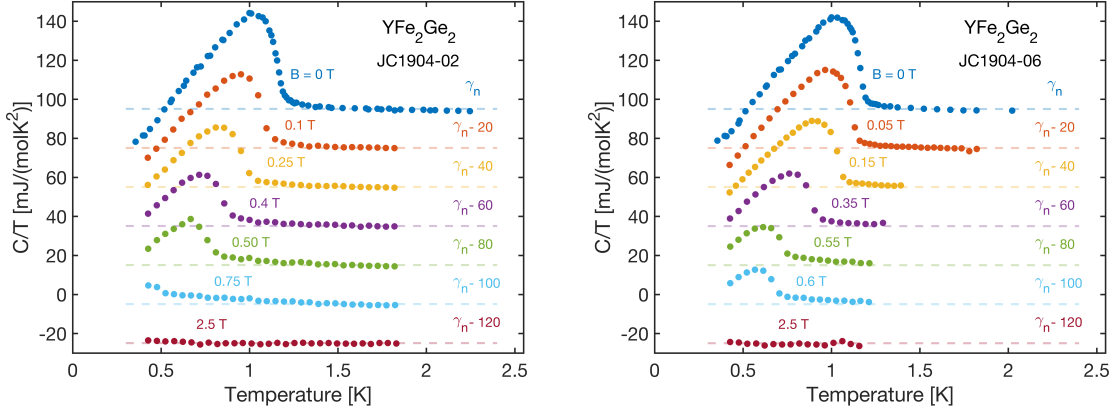 140
120
100
80
60
40
20
0
-20
C/T [mJ/(molK²)]
YFe₂Ge₂
JC1904-02
B = 0 T
γₙ
0.1 T
γₙ- 20
0.25 T
γₙ- 40
0.4 T
γₙ- 60
0.50 T
γₙ- 80
0.75 T
γₙ- 100
2.5 T
γₙ- 120
0
0.5
1
1.5
2
2.5
Temperature [K]
140
120
100
80
60
40
20
0
-20
C/T [mJ/(molK²)]
YFe₂Ge₂
JC1904-06
B = 0 T
γₙ
0.05 T
γₙ- 20
0.15 T
γₙ- 40
0.35 T
γₙ- 60
0.55 T
γₙ- 80
0.6 T
γₙ- 100
2.5 T
γₙ- 120
0
0.5
1
1.5
2
2.5
Temperature [K]